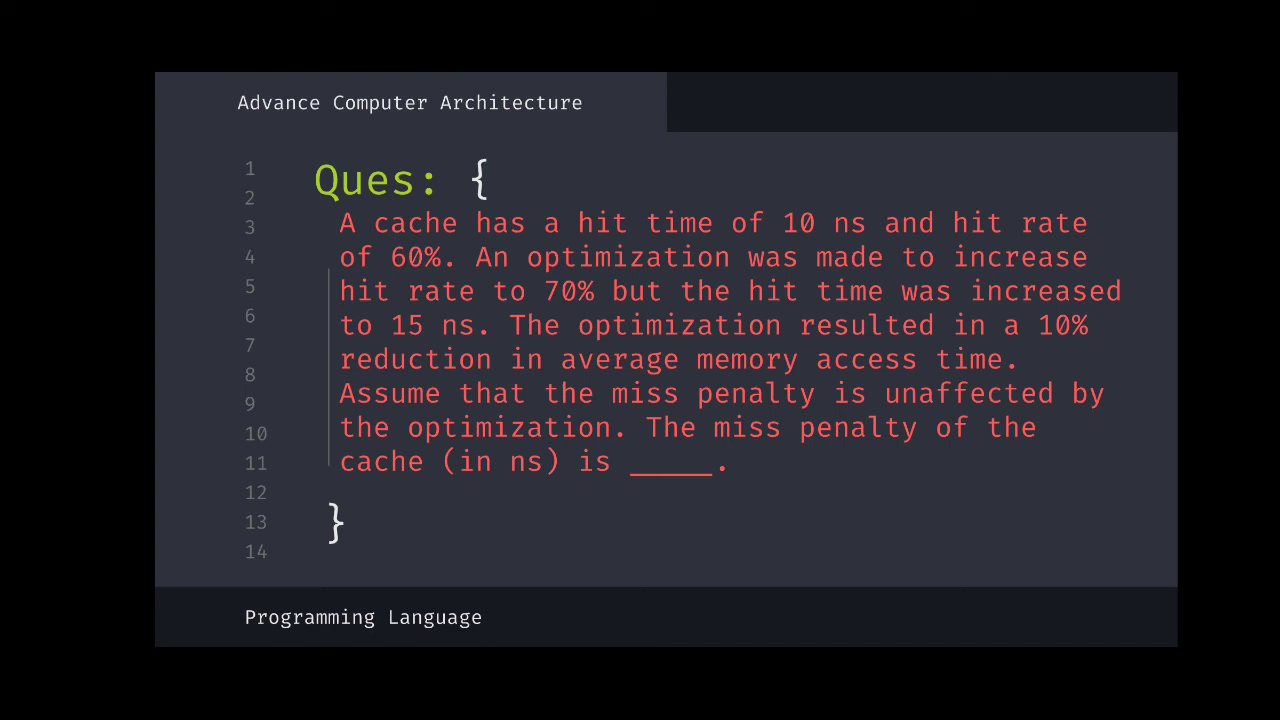 Advance Computer Architecture
1
2
3
4
5
6
7
8
9
10
11
12
13
14
Ques: {
A cache has a hit time of 10 ns and hit rate
of 60%. An optimization was made to increase
hit rate to 70% but the hit time was increased
to 15 ns. The optimization resulted in a 10%
reduction in average memory access time.
Assume that the miss penalty is unaffected by
the optimization. The miss penalty of the
cache (in ns) is _____.
}
Programming Language